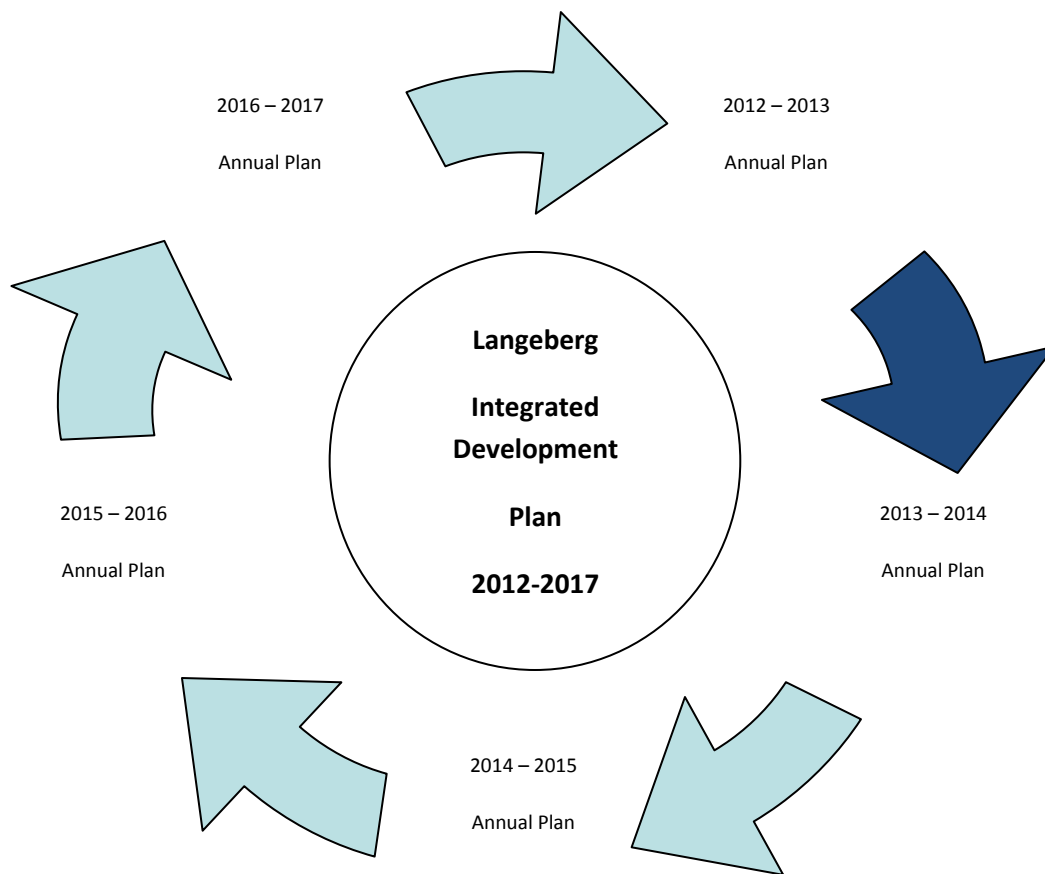 2016 – 2017
Annual Plan
2012 – 2013
Annual Plan
Langeberg
Integrated
Development
Plan
2012-2017
2015 – 2016
Annual Plan
2013 – 2014
Annual Plan
2014 – 2015
Annual Plan